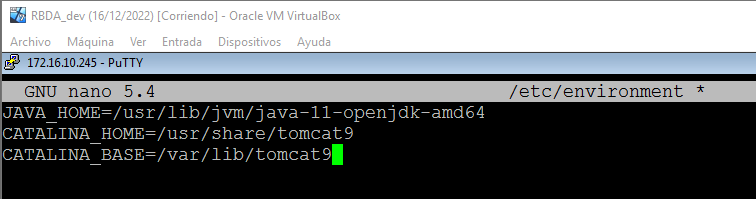 RBDA_dev (16/12/2022) [Corriendo] - Oracle VM VirtualBox
Archivo Máquina Ver Entrada Dispositivos Ayuda
172.16.10.245 - PuTTY
GNU nano 5.4 /etc/environment *
JAVA_HOME=/usr/lib/jvm/java-11-openjdk-amd64
CATALINA_HOME=/usr/share/tomcat9
CATALINA_BASE=/var/lib/tomcat9